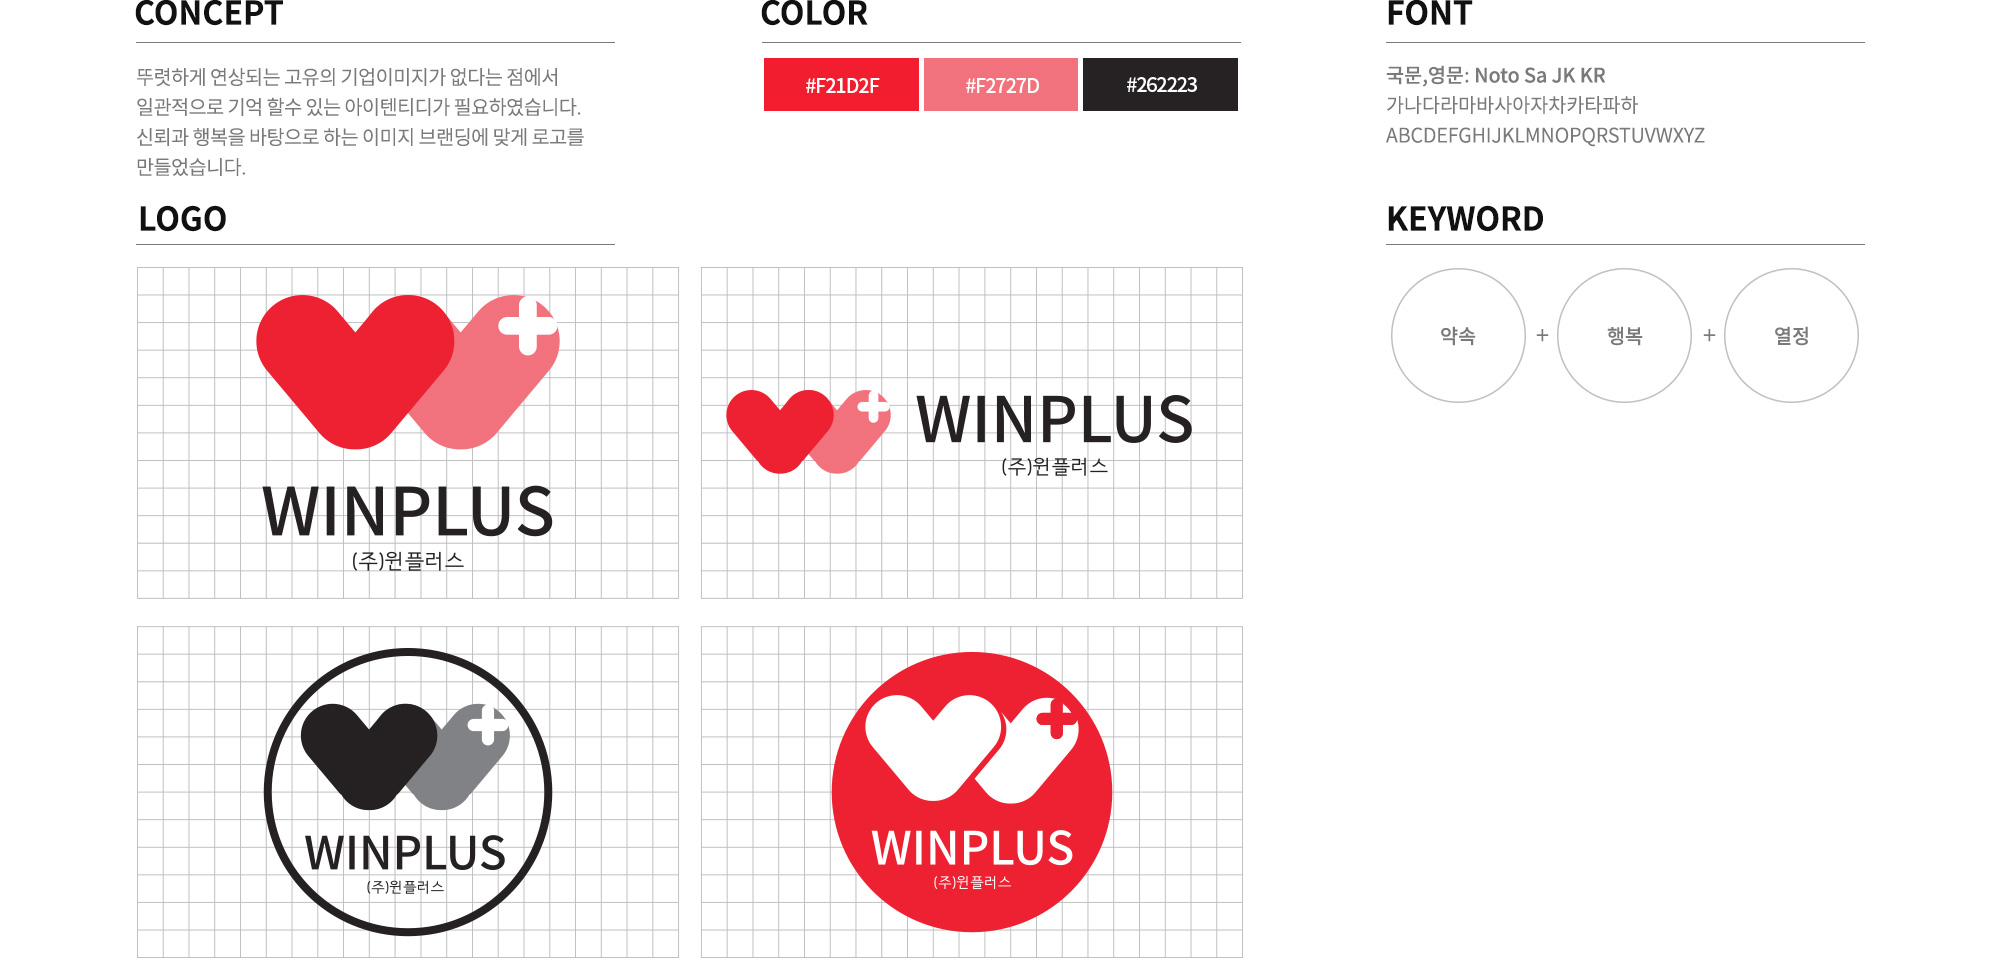 CONCEPT
뚜렷하게 연상되는 고유의 기업이미지가 없다는 점에서
일관적으로 기억 할수 있는 아이텐티디가 필요하였습니다.
신뢰과 행복을 바탕으로 하는 이미지 브랜딩에 맞게 로고를
만들었습니다.
COLOR
#F21D2F
#F2727D
#262223
FONT
국문,영문: Noto Sa JK KR
가나다라마바사아자차카타파하
ABCDEFGHIJKLMNOPQRSTUVWXYZ
LOGO
WINPLUS
(주)윈플러스
WINPLUS
(주)윈플러스
WINPLUS
(주)윈플러스
WINPLUS
(주)윈플러스
KEYWORD
약속 + 행복 + 열정